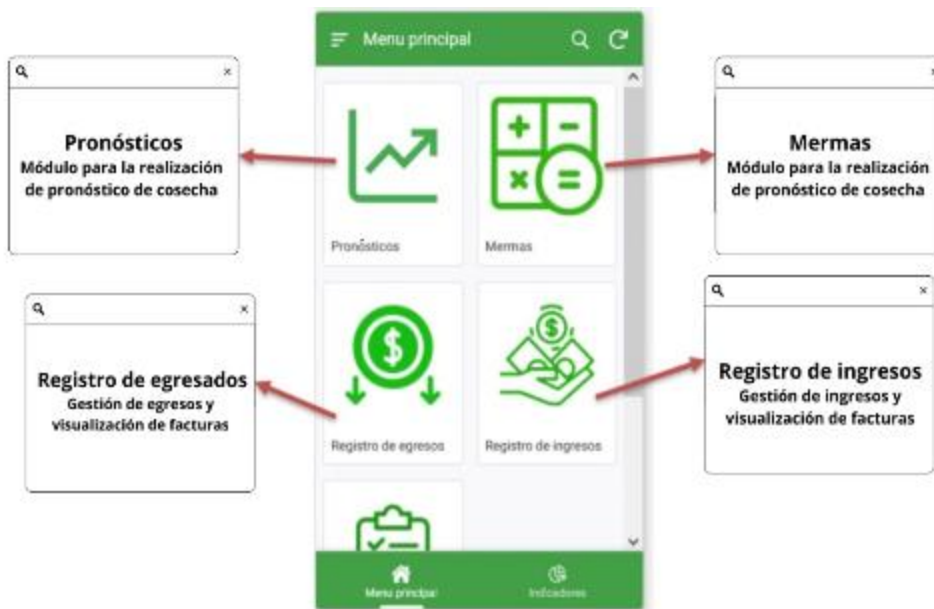 Menu principal
Pronósticos
Módulo para la realización
de pronóstico de cosecha
Mermas
Módulo para la realización
de pronóstico de cosecha
Pronósticos
Mermas
Registro de egresados
Gestión de egresos y
visualización de facturas
Registro de ingresos
Gestión de ingresos y
visualización de facturas
Registro de egresos
Registro de ingresos
Menu principal
Indicadores